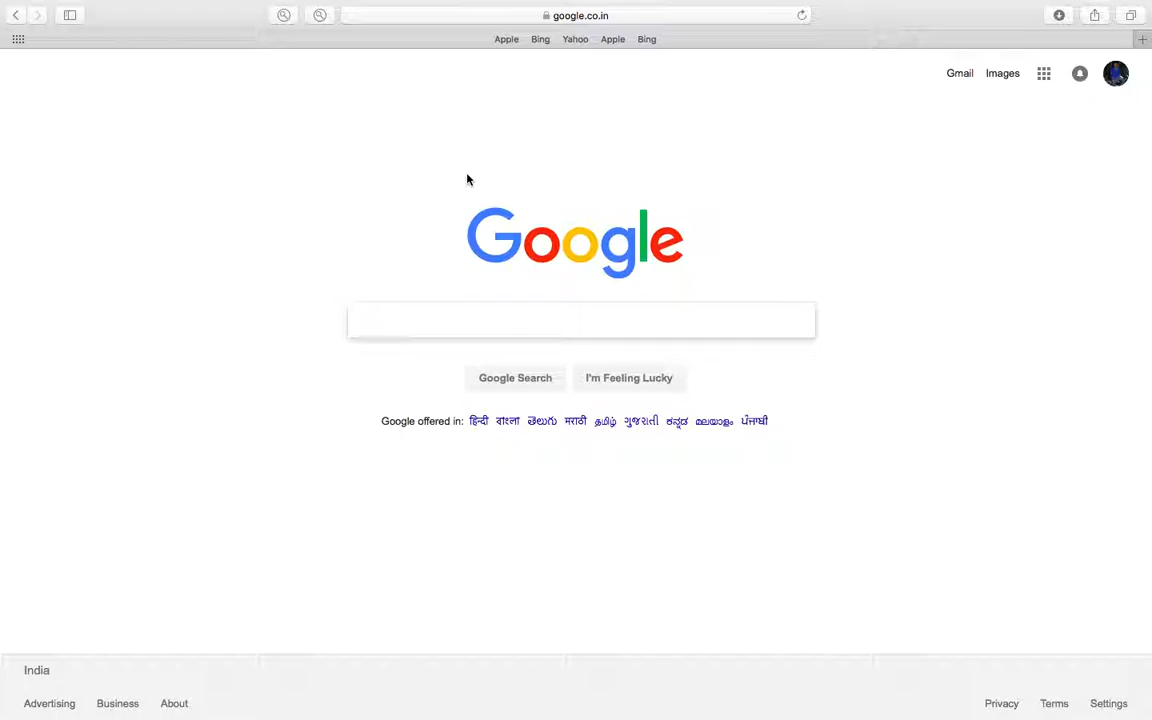 google.co.in
Apple Bing Yahoo Apple Bing
Gmail Images
Google
Google Search I'm Feeling Lucky
Google offered in: हिन्दी বাংলা తెలుగు मराठी தமிழ் ગુજરાતી ಕನ್ನಡ മലയാളം ਪੰਜਾਬੀ
India
Advertising Business About Privacy Terms Settings